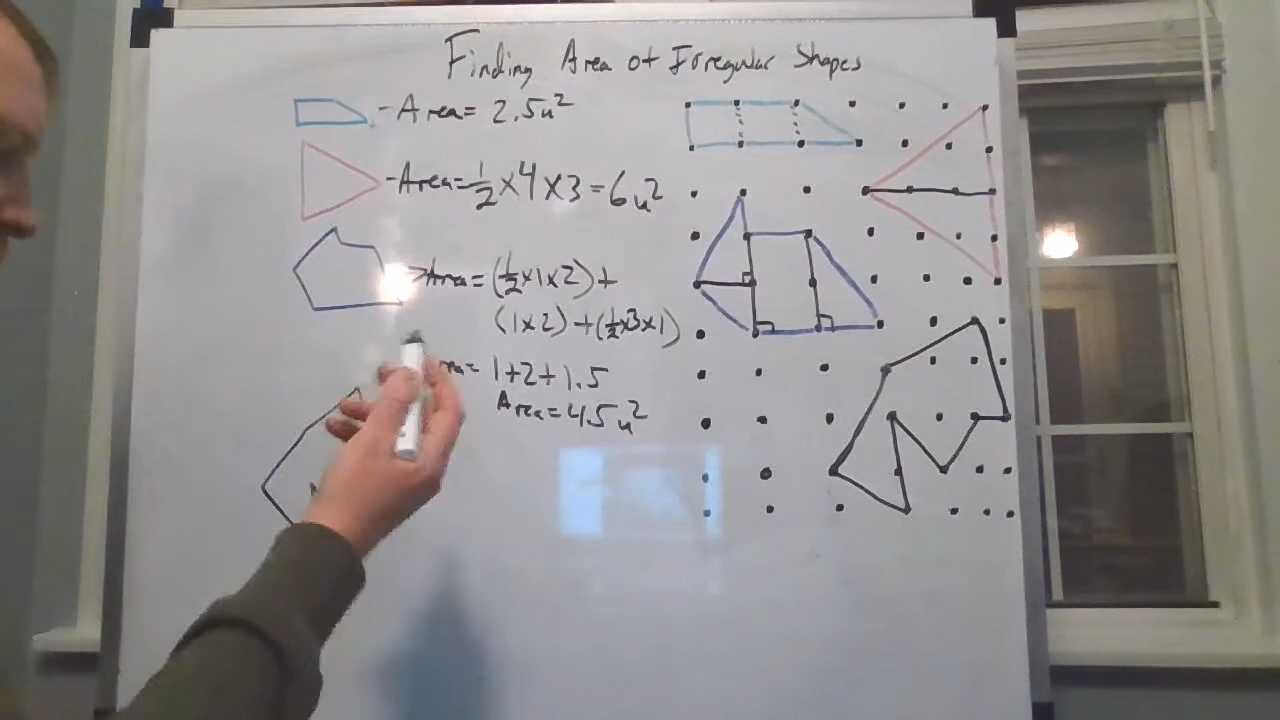 Finding Area of Irregular Shapes
- Area = 2.5u²
- Area = 1/2 × 4 × 3 = 6u²
Area = (1/2 × 1 × 2) +
(1 × 2) + (1/2 × 3 × 1)
= 1 + 2 + 1.5
Area = 4.5u²